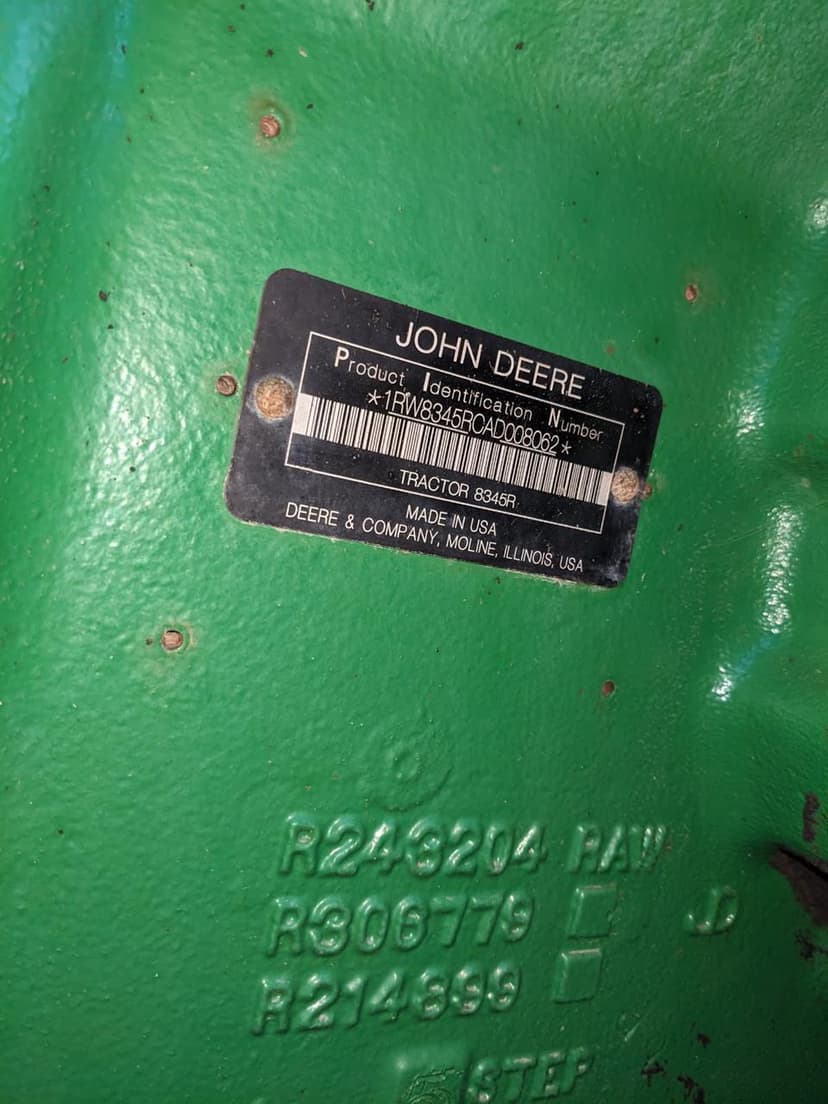 JOHN DEERE
Product Identification Number
*1RW8345RCAD008062*
TRACTOR 8345R
MADE IN USA
DEERE & COMPANY, MOLINE, ILLINOIS, USA
R243204 RAW
R306779 JD
R214899
STEP